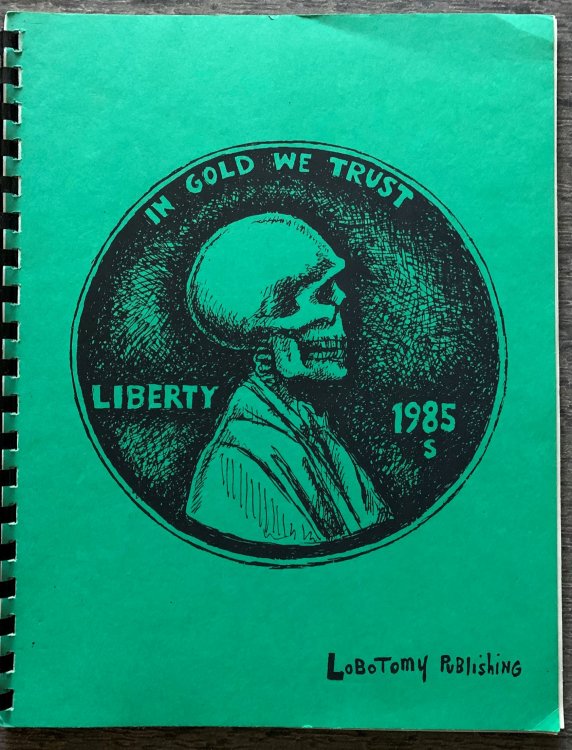 IN GOLD WE TRUST
LIBERTY
1985
S
LOBOTOMY PUBLISHING